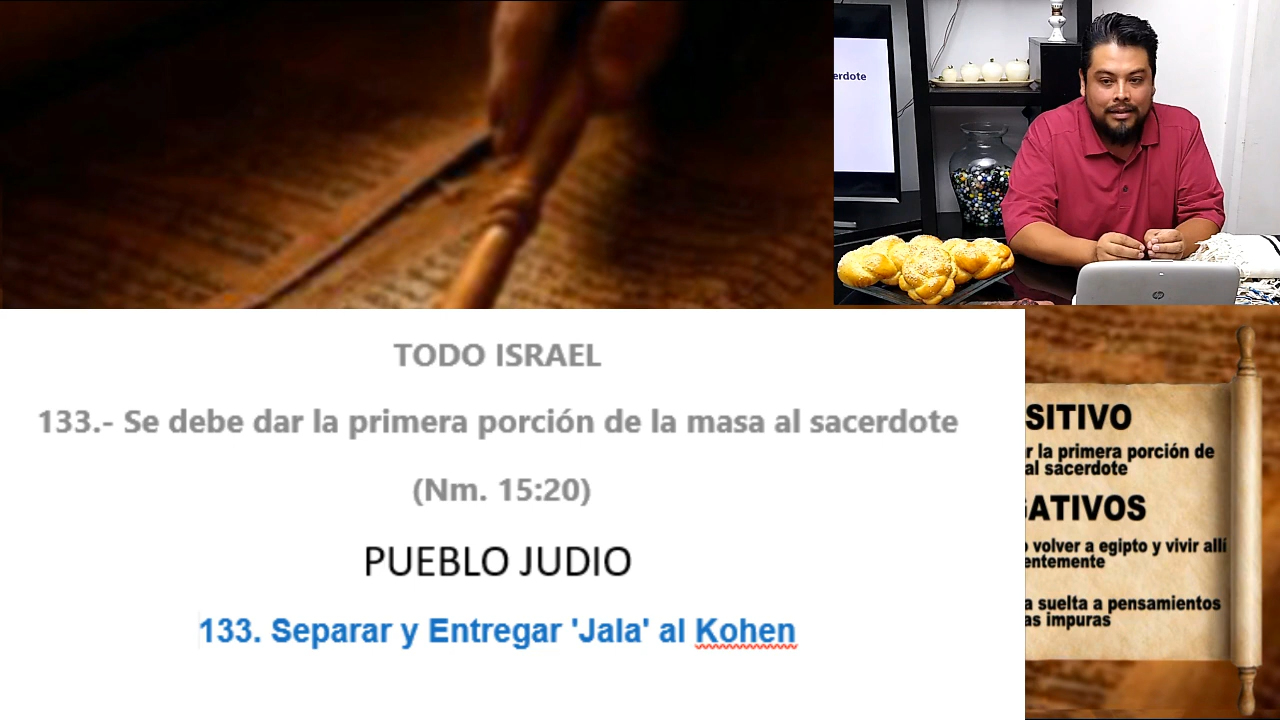 erdote
hp
TODO ISRAEL
133.- Se debe dar la primera porción de la masa al sacerdote
(Nm. 15:20)
PUEBLO JUDIO
133. Separar y Entregar 'Jala' al Kohen
SITIVO
r la primera porción de
al sacerdote
ATIVOS
volver a egipto y vivir allí
entemente
a suelta a pensamientos
as impuras